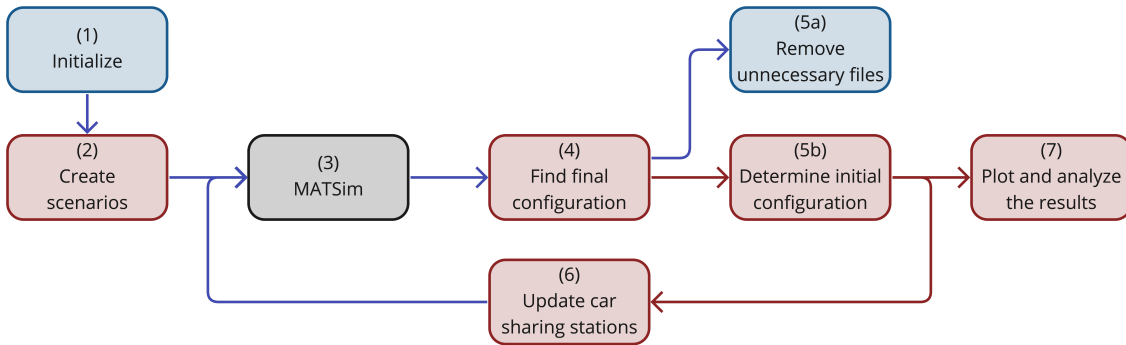 (1)
Initialize
(2)
Create
scenarios
(3)
MATSim
(4)
Find final
configuration
(5a)
Remove
unnecessary files
(5b)
Determine initial
configuration
(6)
Update car
sharing stations
(7)
Plot and analyze
the results